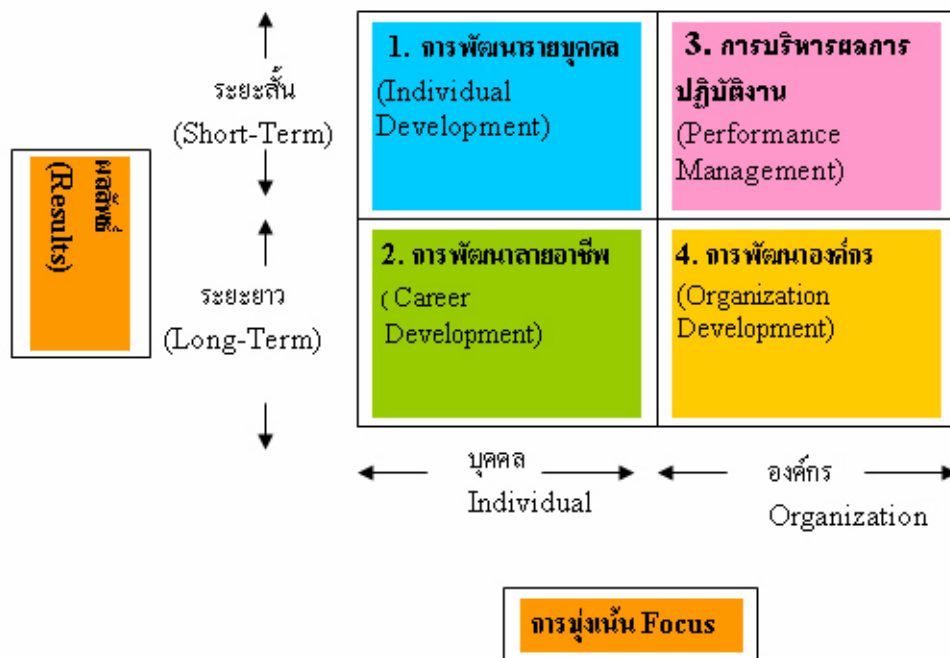 ระยะสั้น
(Short-Term)
ผลลัพธ์
(Results)
ระยะยาว
(Long-Term)
1. การพัฒนารายบุคคล
(Individual
Development)
3. การบริหารผลการ
ปฏิบัติงาน
(Performance
Management)
2. การพัฒนาสายอาชีพ
( Career
Development)
4. การพัฒนาองค์กร
(Organization
Development)
บุคคล
Individual
องค์กร
Organization
การมุ่งเน้น Focus